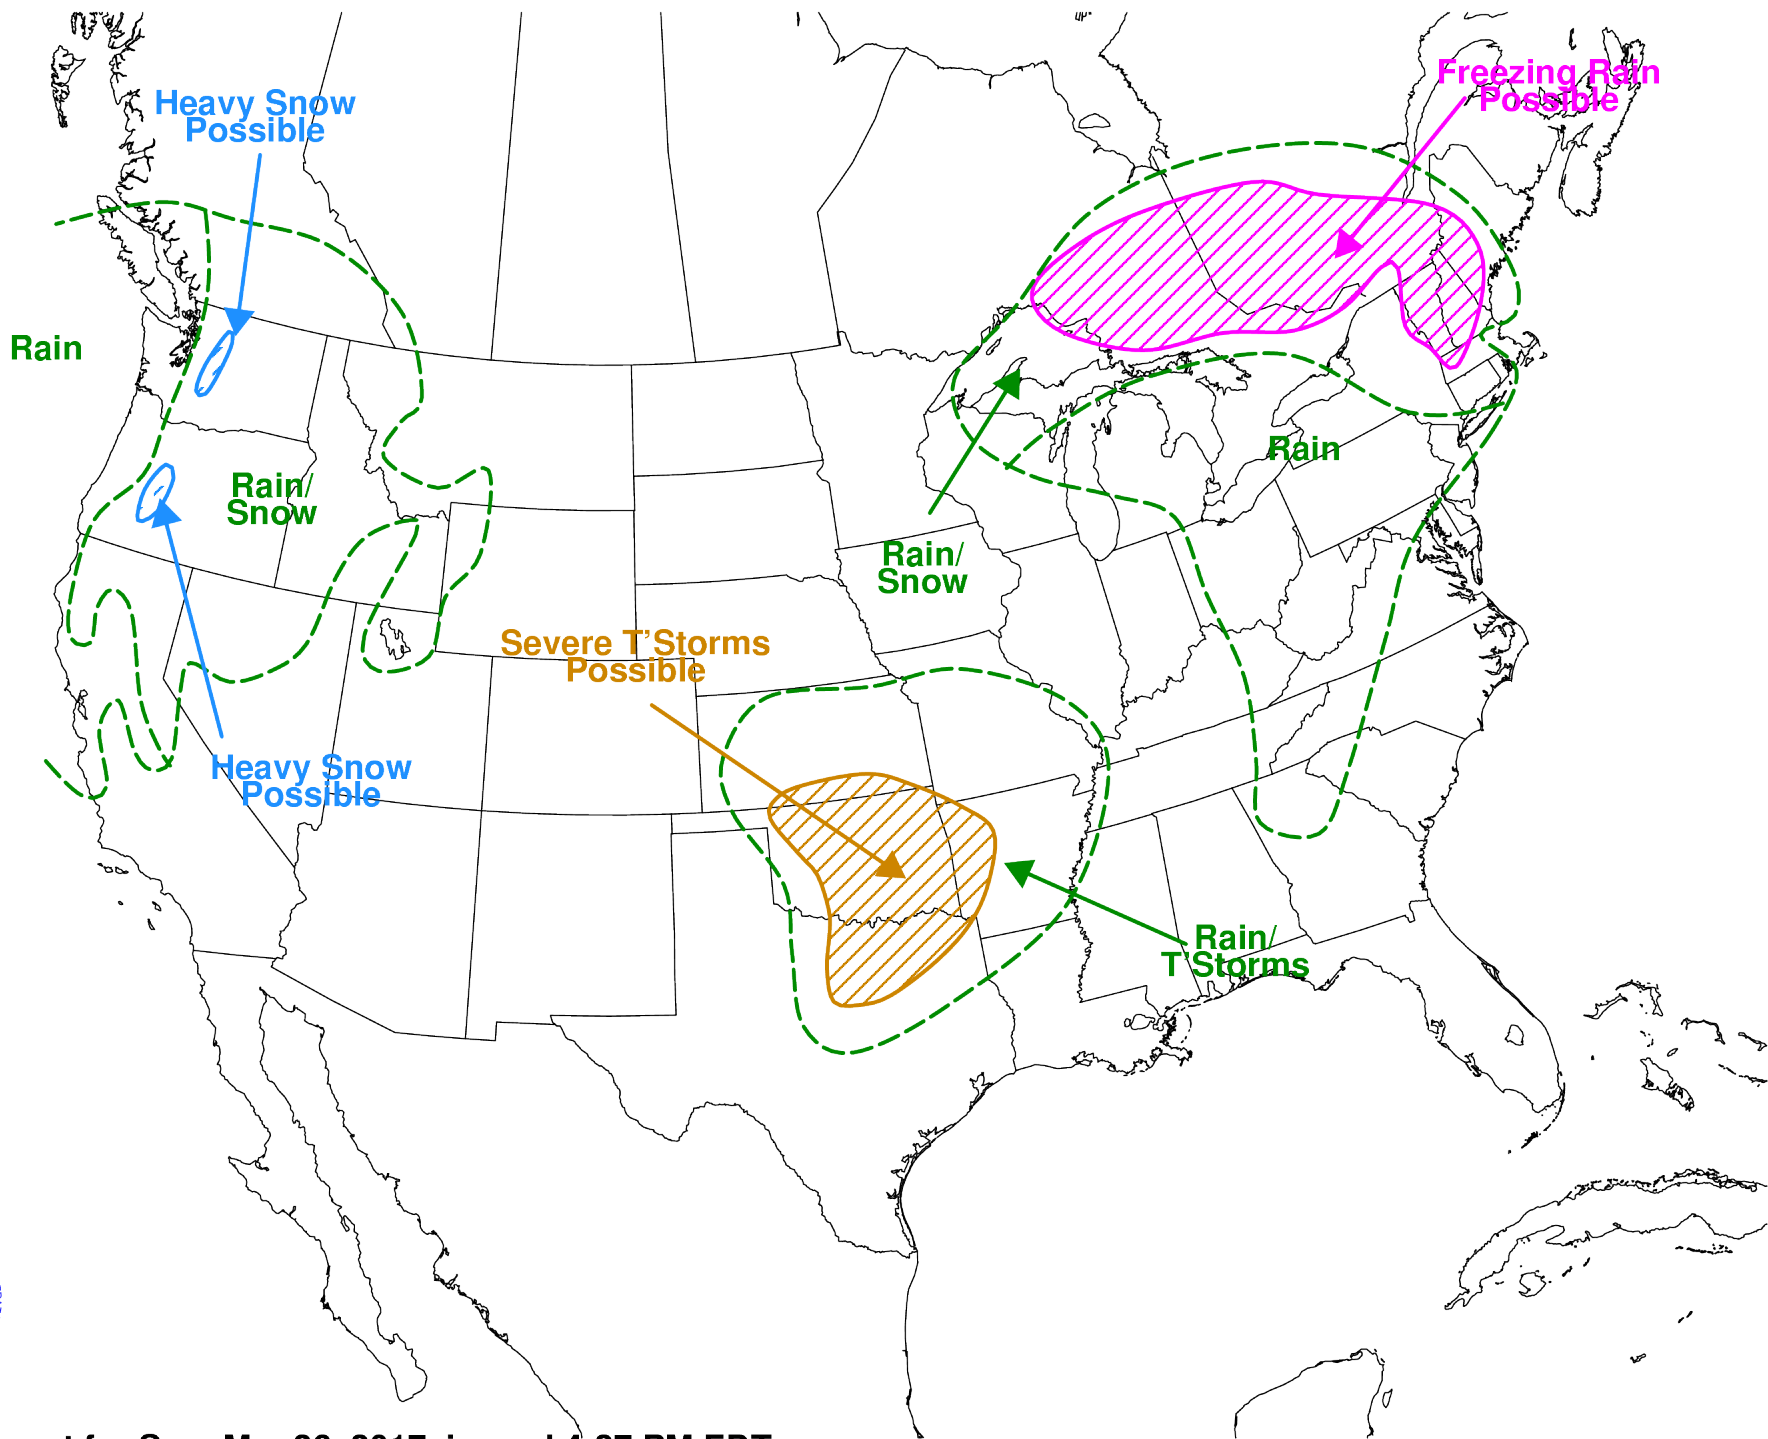 Heavy Snow
Possible
Freezing Rain
Possible
Rain
Rain/
Snow
Rain
Rain/
Snow
Severe T'Storms
Possible
Heavy Snow
Possible
Rain/
T'Storms